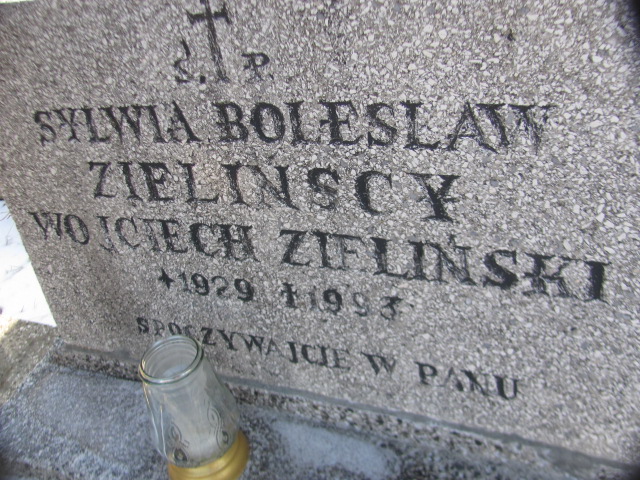 Ś. P.
SYLWIA BOLESŁAW
ZIELIŃSCY
WOJCIECH ZIELIŃSKI
*1929 †1993
SPOCZYWAJCIE W PANU